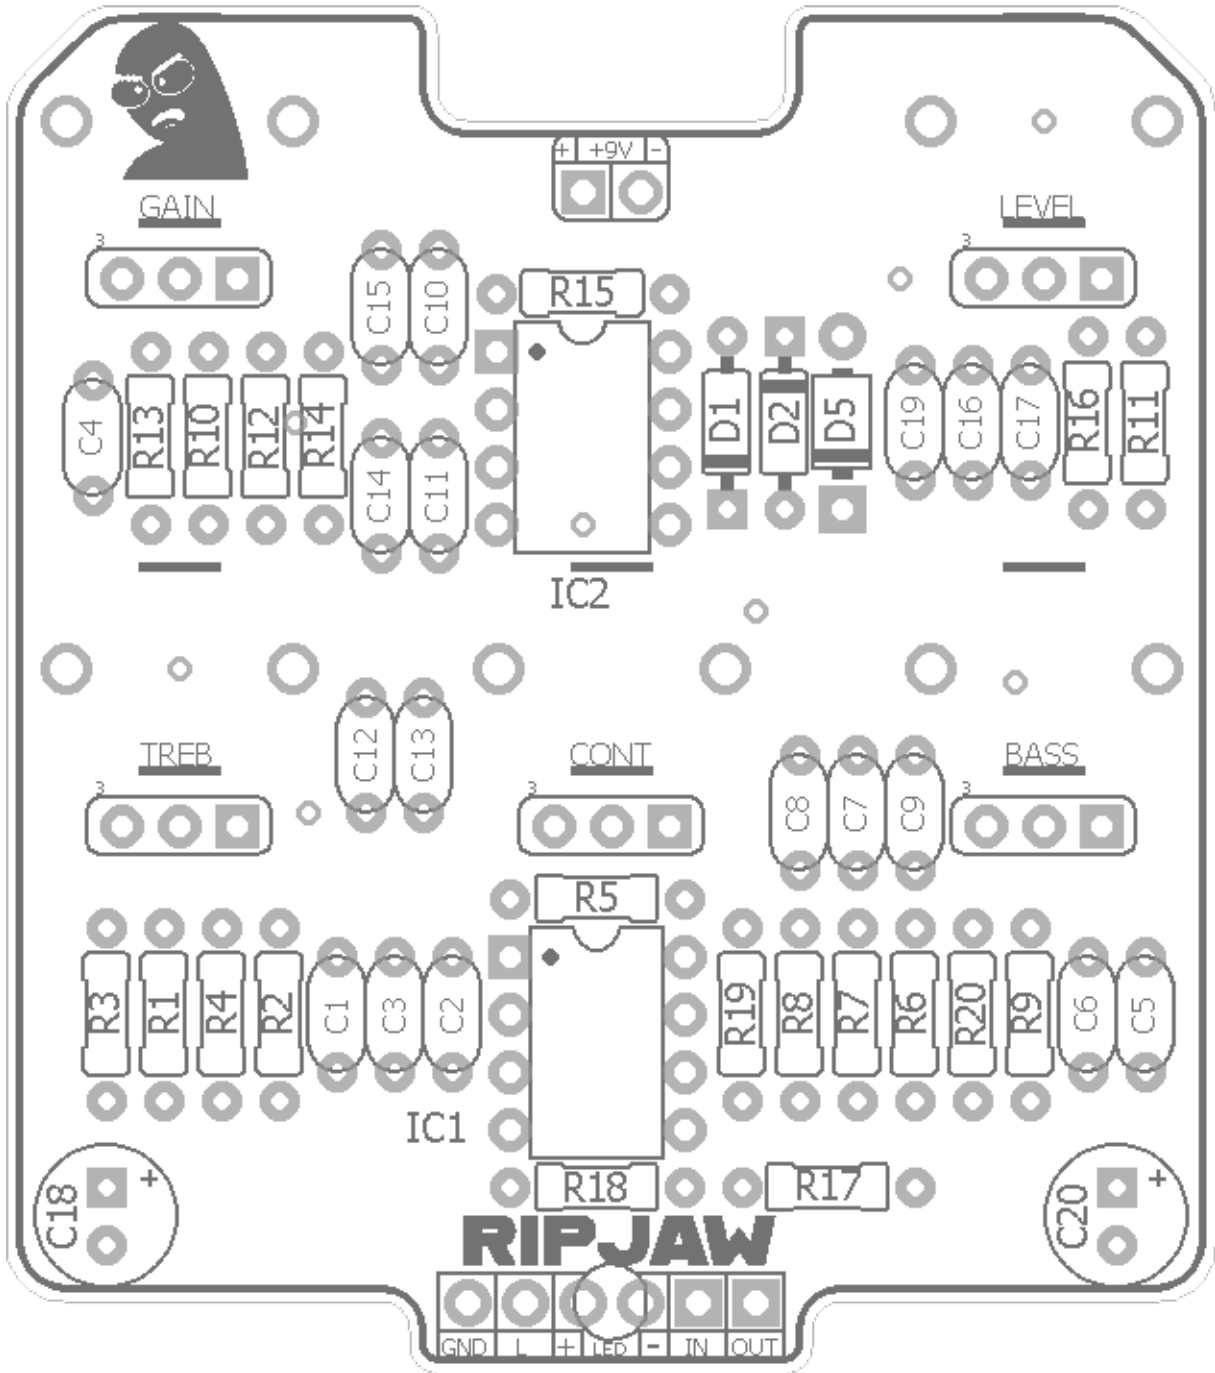 + +9V -
GAIN
LEVEL
3
3
C15
C10
R15
C4
R13
R10
R12
R14
C14
C11
D1
D2
D5
C19
C16
C17
R16
R11
IC2
C12
C13
TREB
CONT
BASS
3
3
C8
C7
C9
R5
R3
R1
R4
R2
C1
C3
C2
R19
R8
R7
R6
R20
R9
C6
C5
IC1
C18
+
R18
R17
C20
+
RIPJAW
GND L + LED - IN OUT